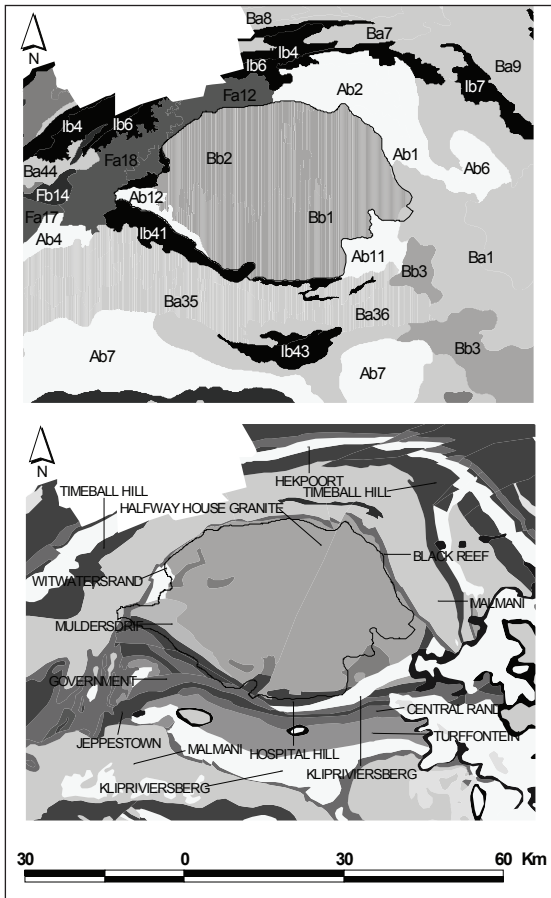 Ba8
Ba7
Ib4
Ib6
Ba9
Ib7
Fa12
Ab2
N
Ib4
Ib6
Fa18
Bb2
Ab1
Ab6
Ba44
Fb14
Ab12
Fa17
Bb1
Ab4
Ib41
Ab11
Ba1
Bb3
Ba35
Ba36
Ib43
Bb3
Ab7
Ab7
N
HEKPOORT
TIMEBALL HILL
TIMEBALL HILL
HALFWAY HOUSE GRANITE
BLACK REEF
WITWATERSRAND
MALMANI
MULDERSDRIF
GOVERNMENT
CENTRAL RAND
TURFFONTEIN
JEPPESTOWN
HOSPITAL HILL
MALMANI
KLIPRIVIERSBERG
KLIPRIVIERSBERG
30 0 30 60 Km